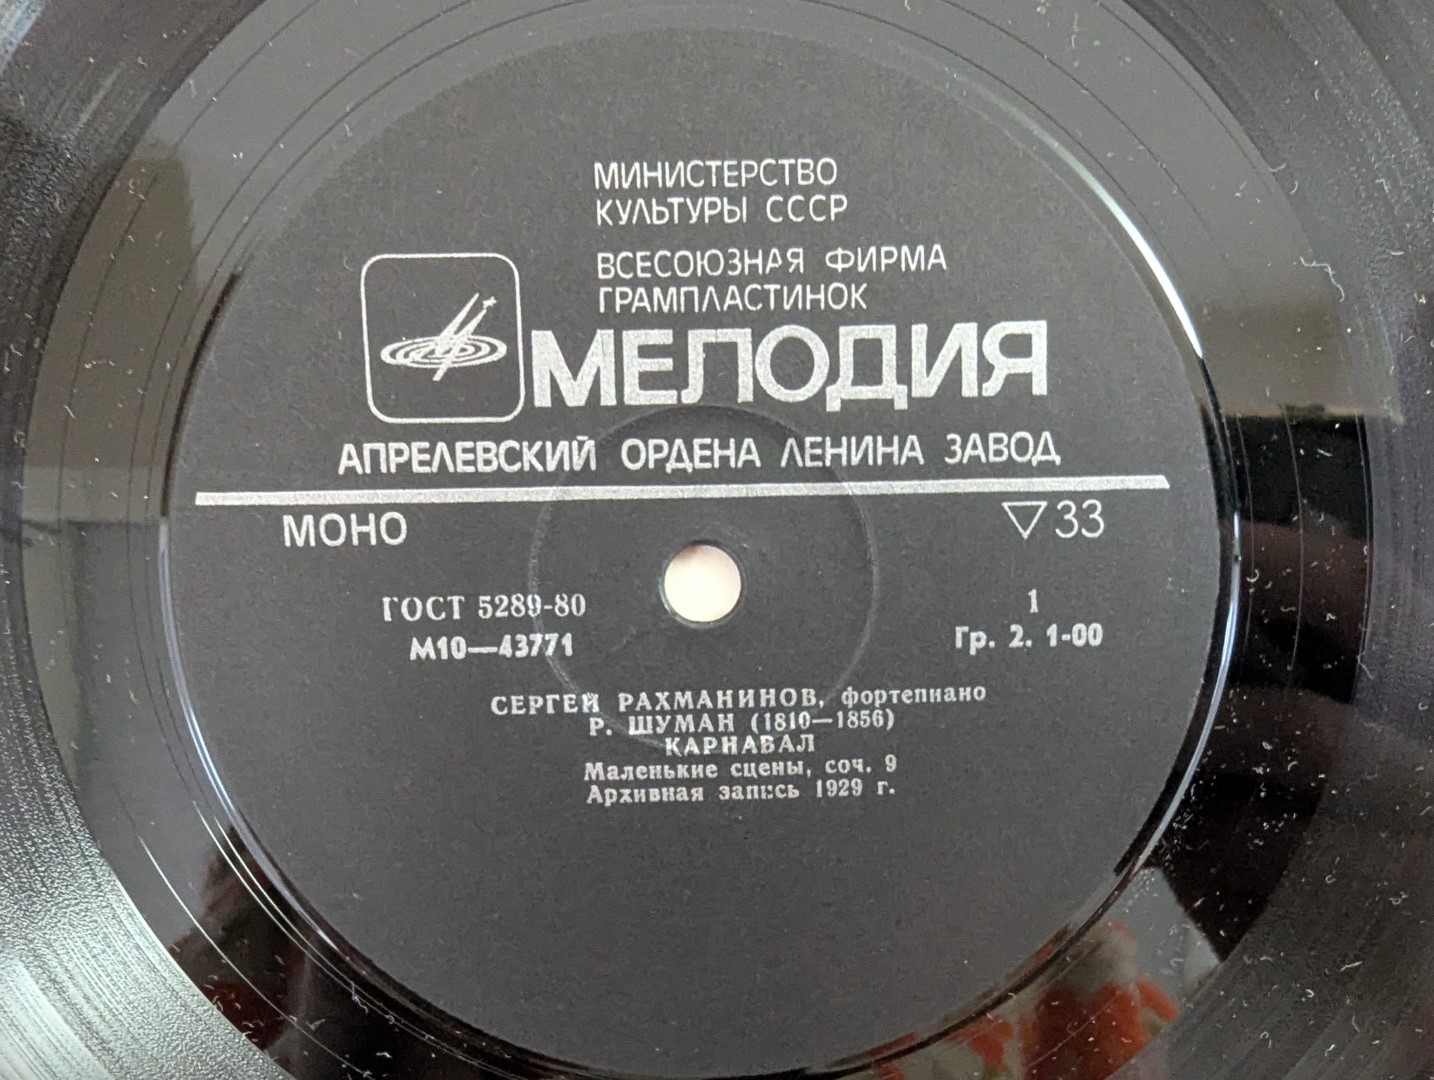 МИНИСТЕРСТВО
КУЛЬТУРЫ СССР
ВСЕСОЮЗНАЯ ФИРМА
ГРАМПЛАСТИНОК
МЕЛОДИЯ
АПРЕЛЕВСКИЙ ОРДЕНА ЛЕНИНА ЗАВОД
МОНО ▽33
ГОСТ 5289-80 1
М10—43771 Гр. 2. 1-00
СЕРГЕЙ РАХМАНИНОВ, фортепиано
Р. ШУМАН (1810—1856)
КАРНАВАЛ
Маленькие сцены, соч. 9
Архивная запись 1929 г.